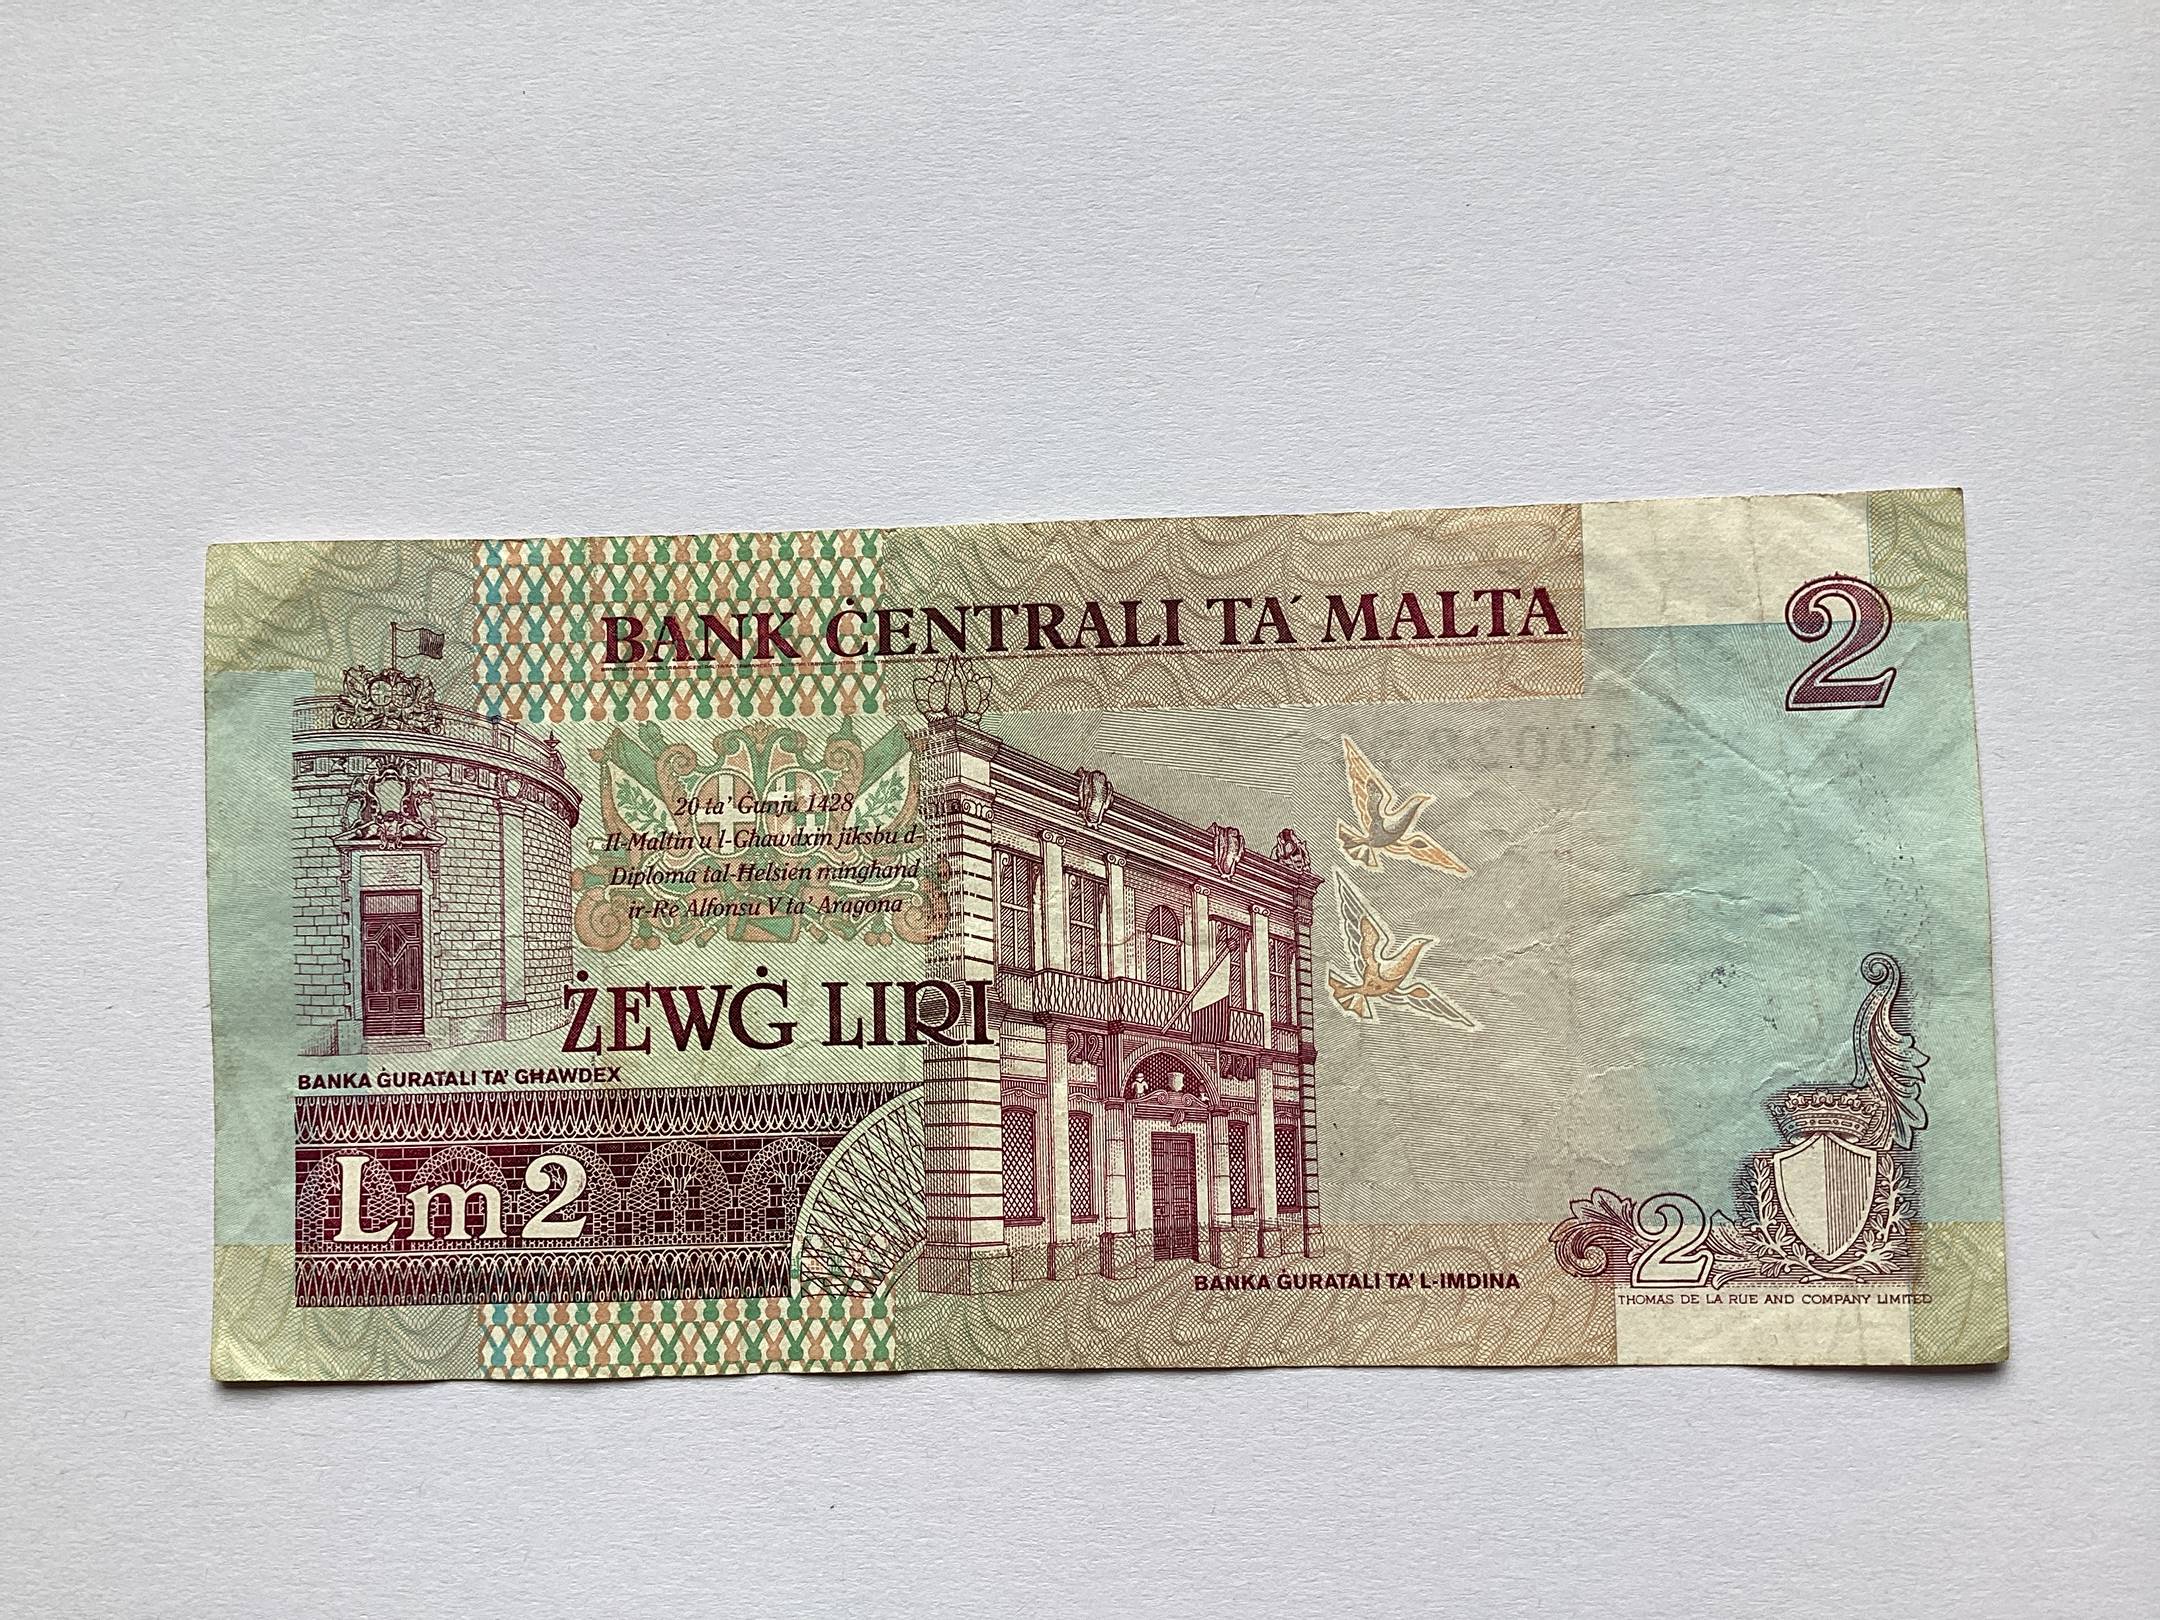 BANK ĊENTRALI TA' MALTA
2
20 ta' Ġunju 1428
Il-Maltin u l-Għawdxin jiksbu d-
Diploma tal-Ħelsien mingħand
ir-Re Alfonsu V ta' Aragona
ŻEWĠ LIRI
BANKA ĠURATALI TA' GĦAWDEX
Lm 2
BANKA ĠURATALI TA' L-IMDINA
2
THOMAS DE LA RUE AND COMPANY LIMITED